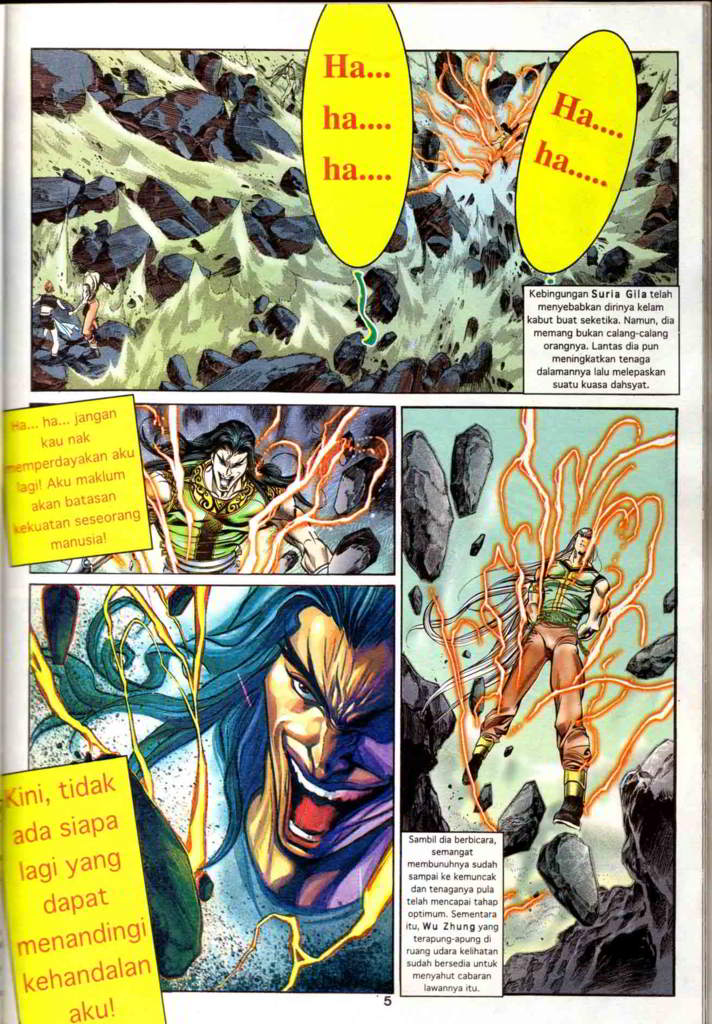 Ha...
ha....
ha....
Ha....
ha.....
Kebingungan Suria Gila telah
menyebabkan dirinya kelam
kabut buat seketika. Namun, dia
memang bukan calang-calang
orangnya. Lantas dia pun
meningkatkan tenaga
dalamannya lalu melepaskan
suatu kuasa dahsyat.
Ha... ha... jangan
kau nak
memperdayakan aku
lagi! Aku maklum
akan batasan
kekuatan seseorang
manusia!
Kini, tidak
ada siapa
lagi yang
dapat
menandingi
kehandalan
aku!
Sambil dia berbicara,
semangat
membunuhnya sudah
sampai ke kemuncak
dan tenaganya pula
telah mencapai tahap
optimum. Sementara
itu, Wu Zhung yang
terapung-apung di
ruang udara kelihatan
sudah bersedia untuk
menyahut cabaran
lawannya itu.
5